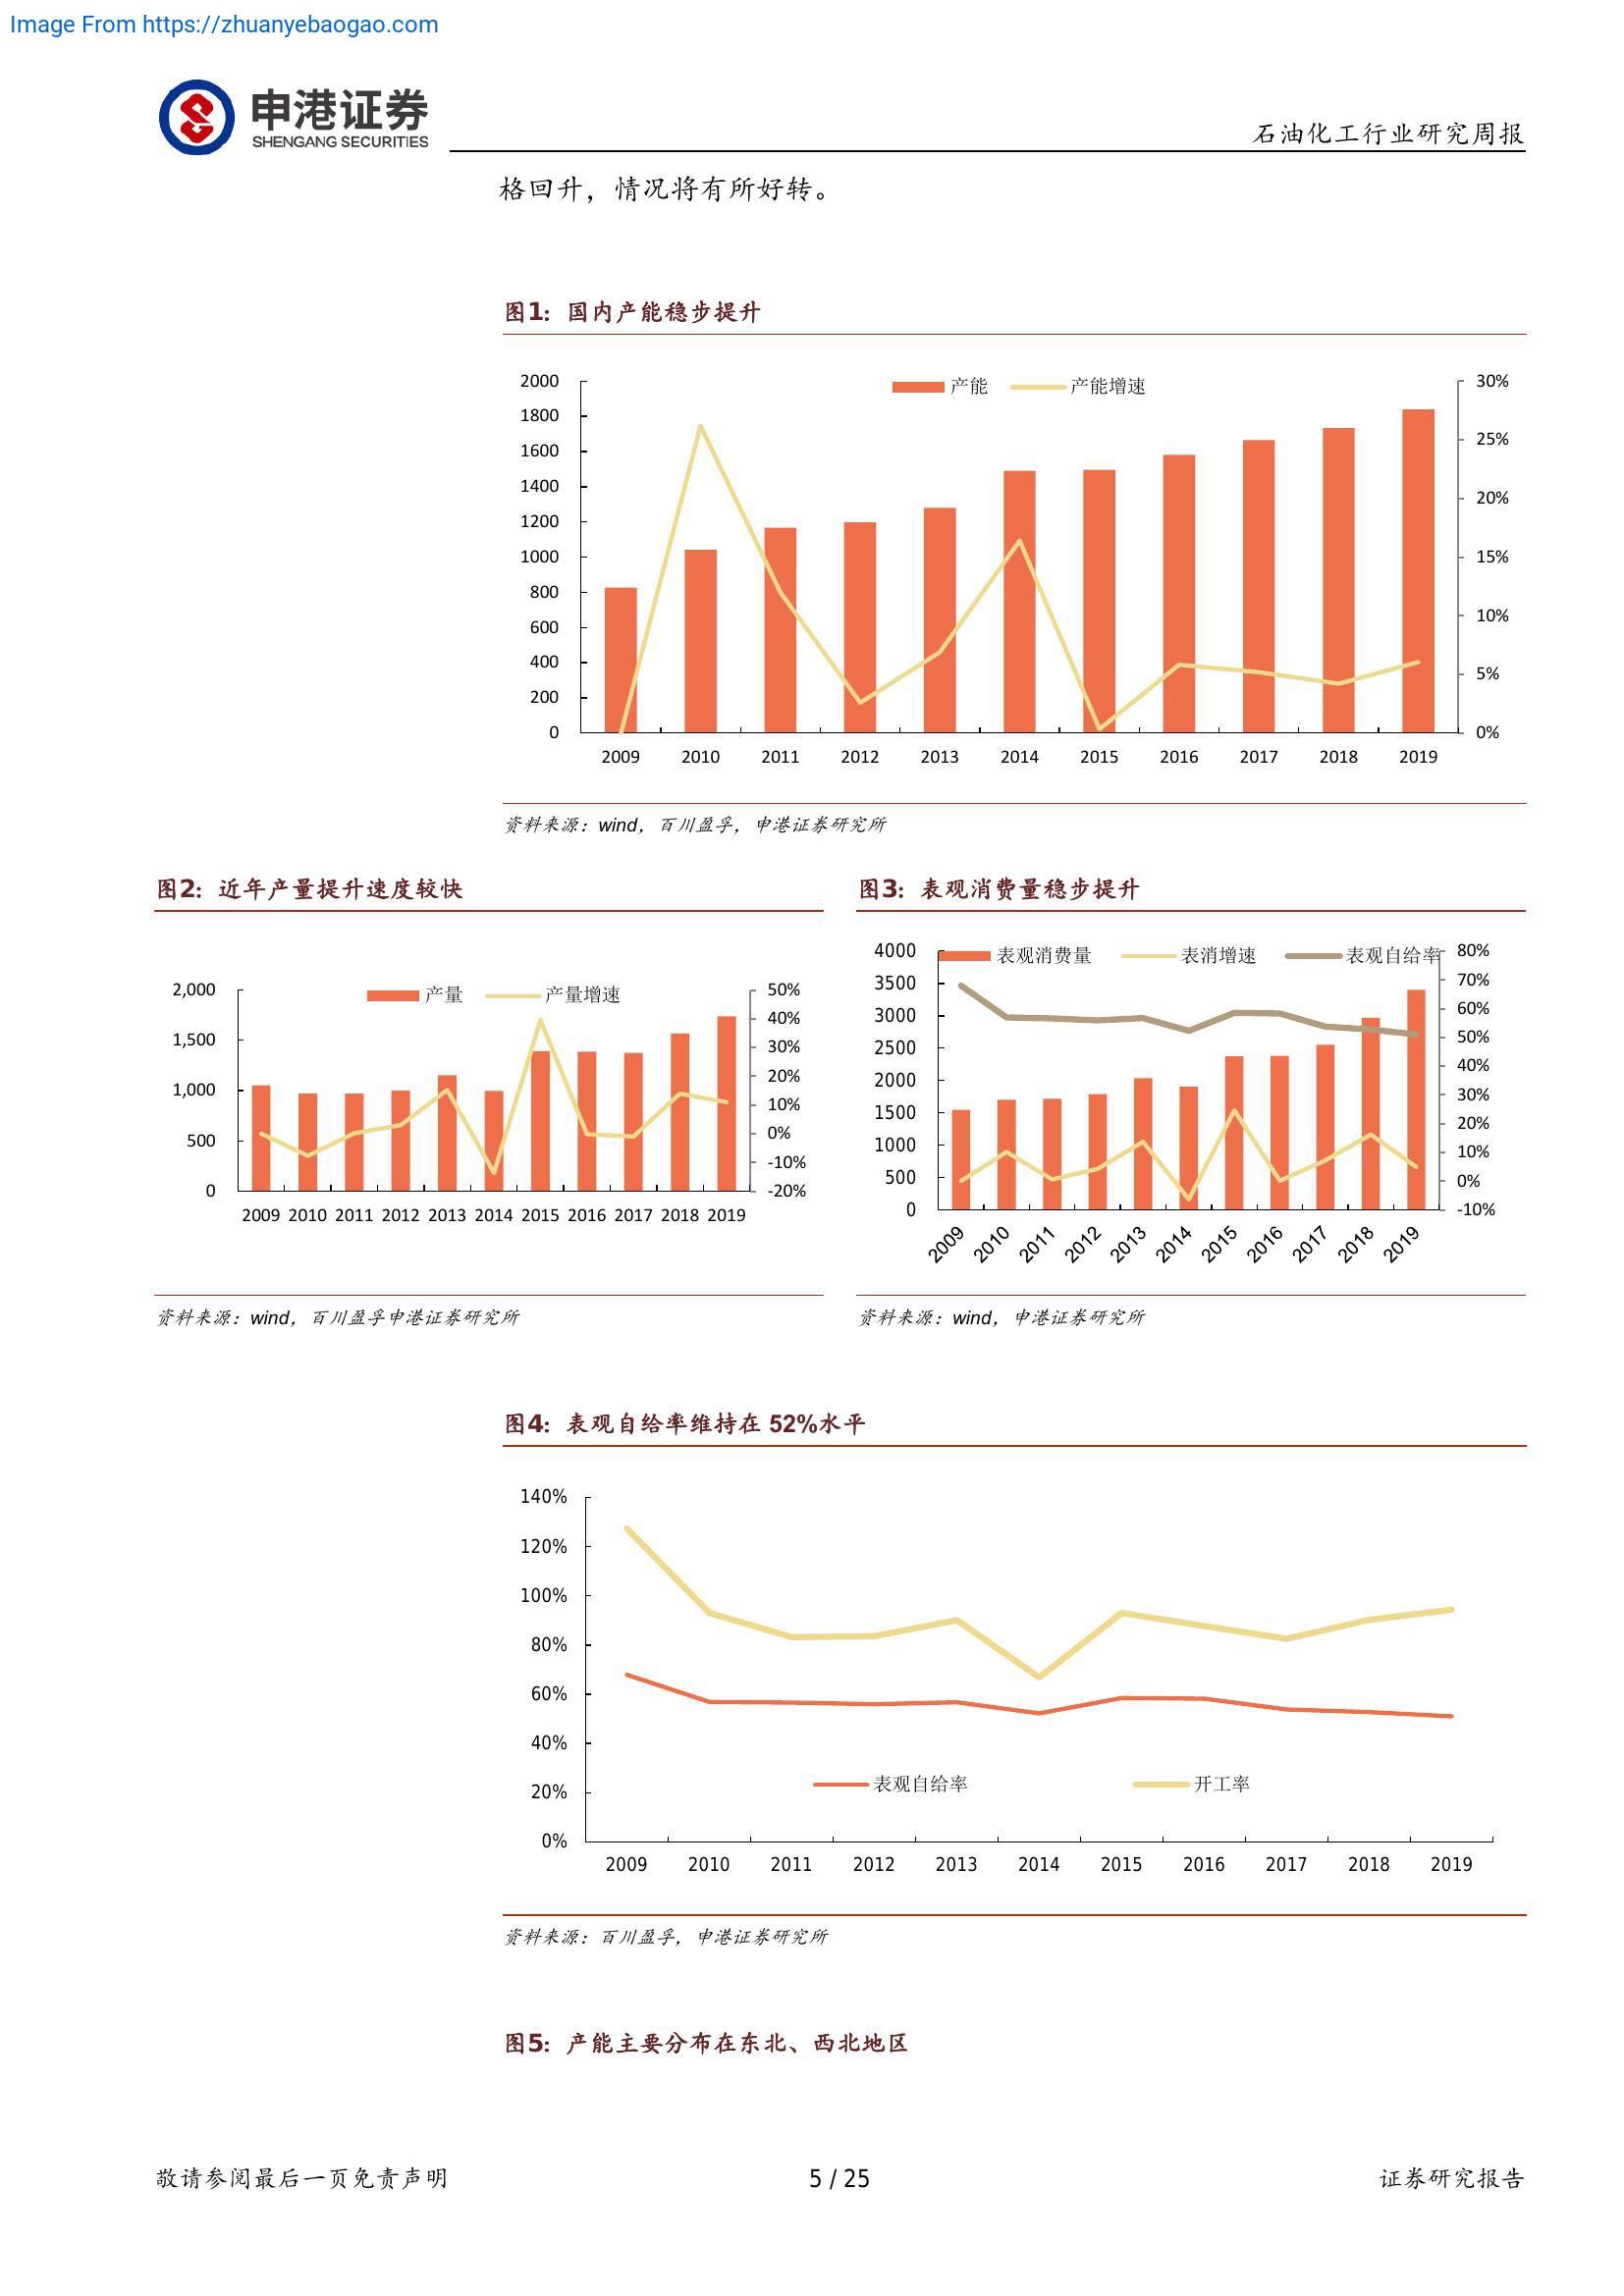 Image From https://zhuanyebaogao.com
申港证券
SHENGANG SECURITIES
石油化工行业研究周报
格回升，情况将有所好转。
图1：国内产能稳步提升
产能 产能增速
2000 1800 1600 1400 1200 1000 800 600 400 200 0
30% 25% 20% 15% 10% 5% 0%
2009 2010 2011 2012 2013 2014 2015 2016 2017 2018 2019
资料来源：wind，百川盈孚，申港证券研究所
图2：近年产量提升速度较快
产量 产量增速
2,000 1,500 1,000 500 0
50% 40% 30% 20% 10% 0% -10% -20%
2009 2010 2011 2012 2013 2014 2015 2016 2017 2018 2019
资料来源：wind，百川盈孚申港证券研究所
图3：表观消费量稳步提升
表观消费量 表消增速 表观自给率
4000 3500 3000 2500 2000 1500 1000 500 0
80% 70% 60% 50% 40% 30% 20% 10% 0% -10%
2009 2010 2011 2012 2013 2014 2015 2016 2017 2018 2019
资料来源：wind，申港证券研究所
图4：表观自给率维持在 52%水平
140% 120% 100% 80% 60% 40% 20% 0%
表观自给率 开工率
2009 2010 2011 2012 2013 2014 2015 2016 2017 2018 2019
资料来源：百川盈孚，申港证券研究所
图5：产能主要分布在东北、西北地区
敬请参阅最后一页免责声明
5 / 25
证券研究报告